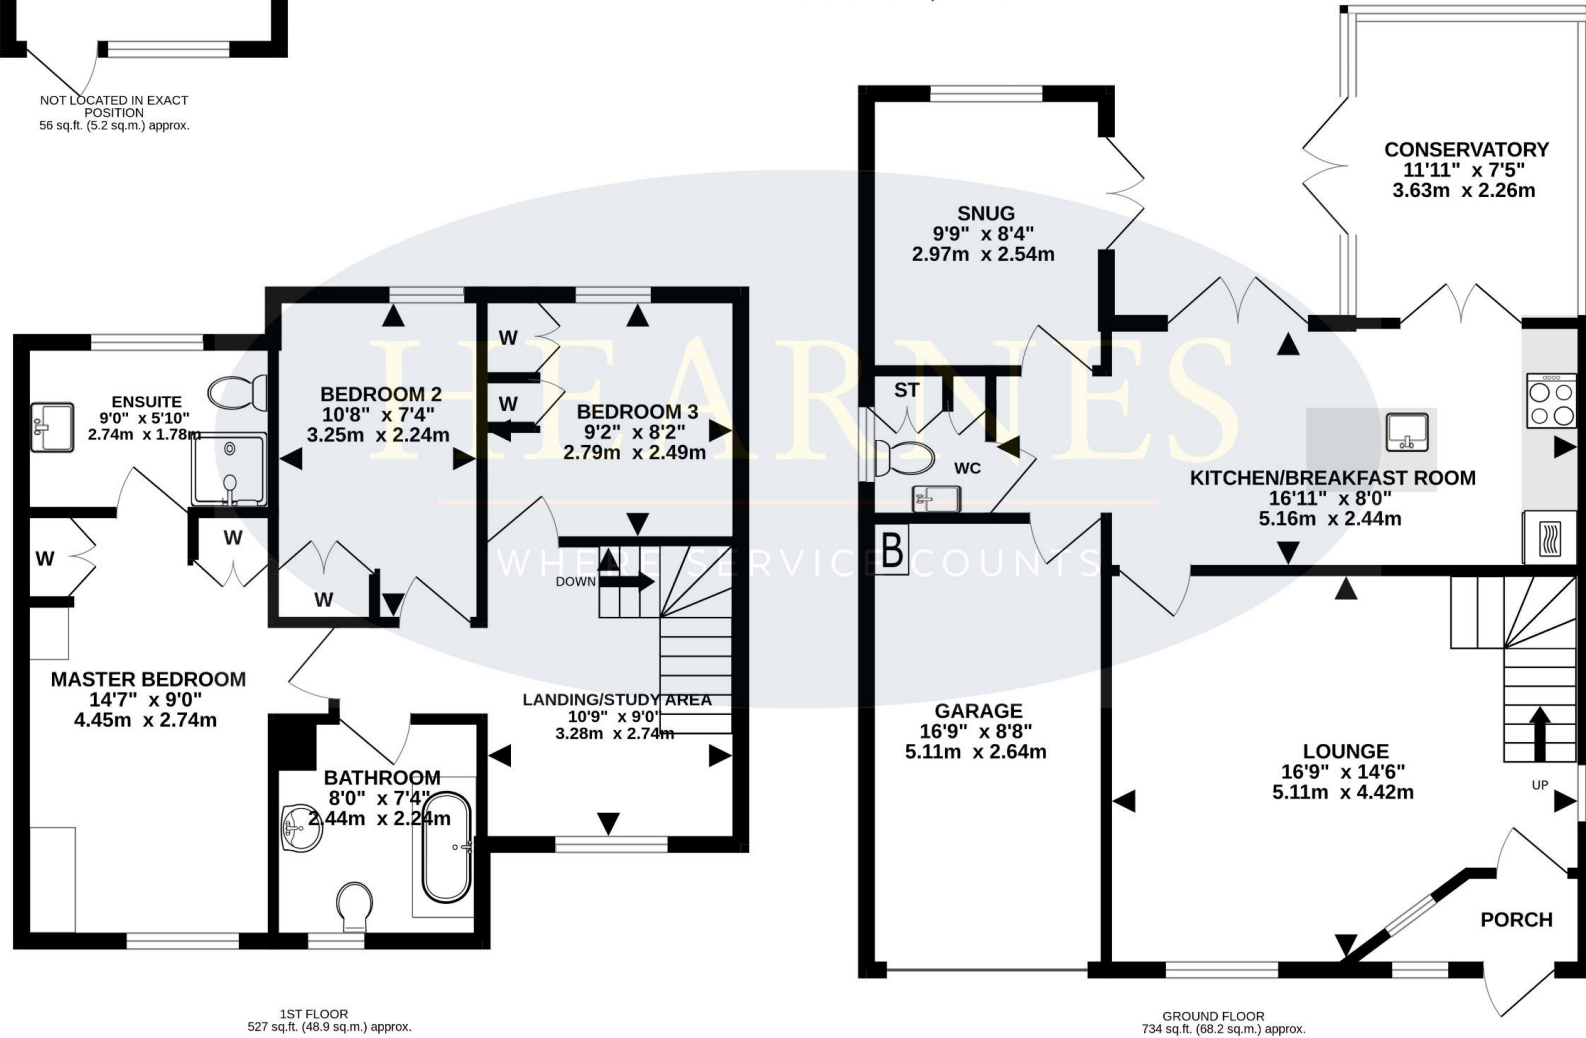 NOT LOCATED IN EXACT
POSITION
56 sq.ft. (5.2 sq.m.) approx.
CONSERVATORY
11'11" x 7'5"
3.63m x 2.26m
SNUG
9'9" x 8'4"
2.97m x 2.54m
HEARNES
WHERE SERVICE COUNTS
ENSUITE
9'0" x 5'10"
2.74m x 1.78m
BEDROOM 2
10'8" x 7'4"
3.25m x 2.24m
W
W
BEDROOM 3
9'2" x 8'2"
2.79m x 2.49m
ST
WC
KITCHEN/BREAKFAST ROOM
16'11" x 8'0"
5.16m x 2.44m
W
W
W
DOWN
B
MASTER BEDROOM
14'7" x 9'0"
4.45m x 2.74m
LANDING/STUDY AREA
10'9" x 9'0"
3.28m x 2.74m
GARAGE
16'9" x 8'8"
5.11m x 2.64m
LOUNGE
16'9" x 14'6"
5.11m x 4.42m
UP
BATHROOM
8'0" x 7'4"
2.44m x 2.24m
PORCH
1ST FLOOR
527 sq.ft. (48.9 sq.m.) approx.
GROUND FLOOR
734 sq.ft. (68.2 sq.m.) approx.